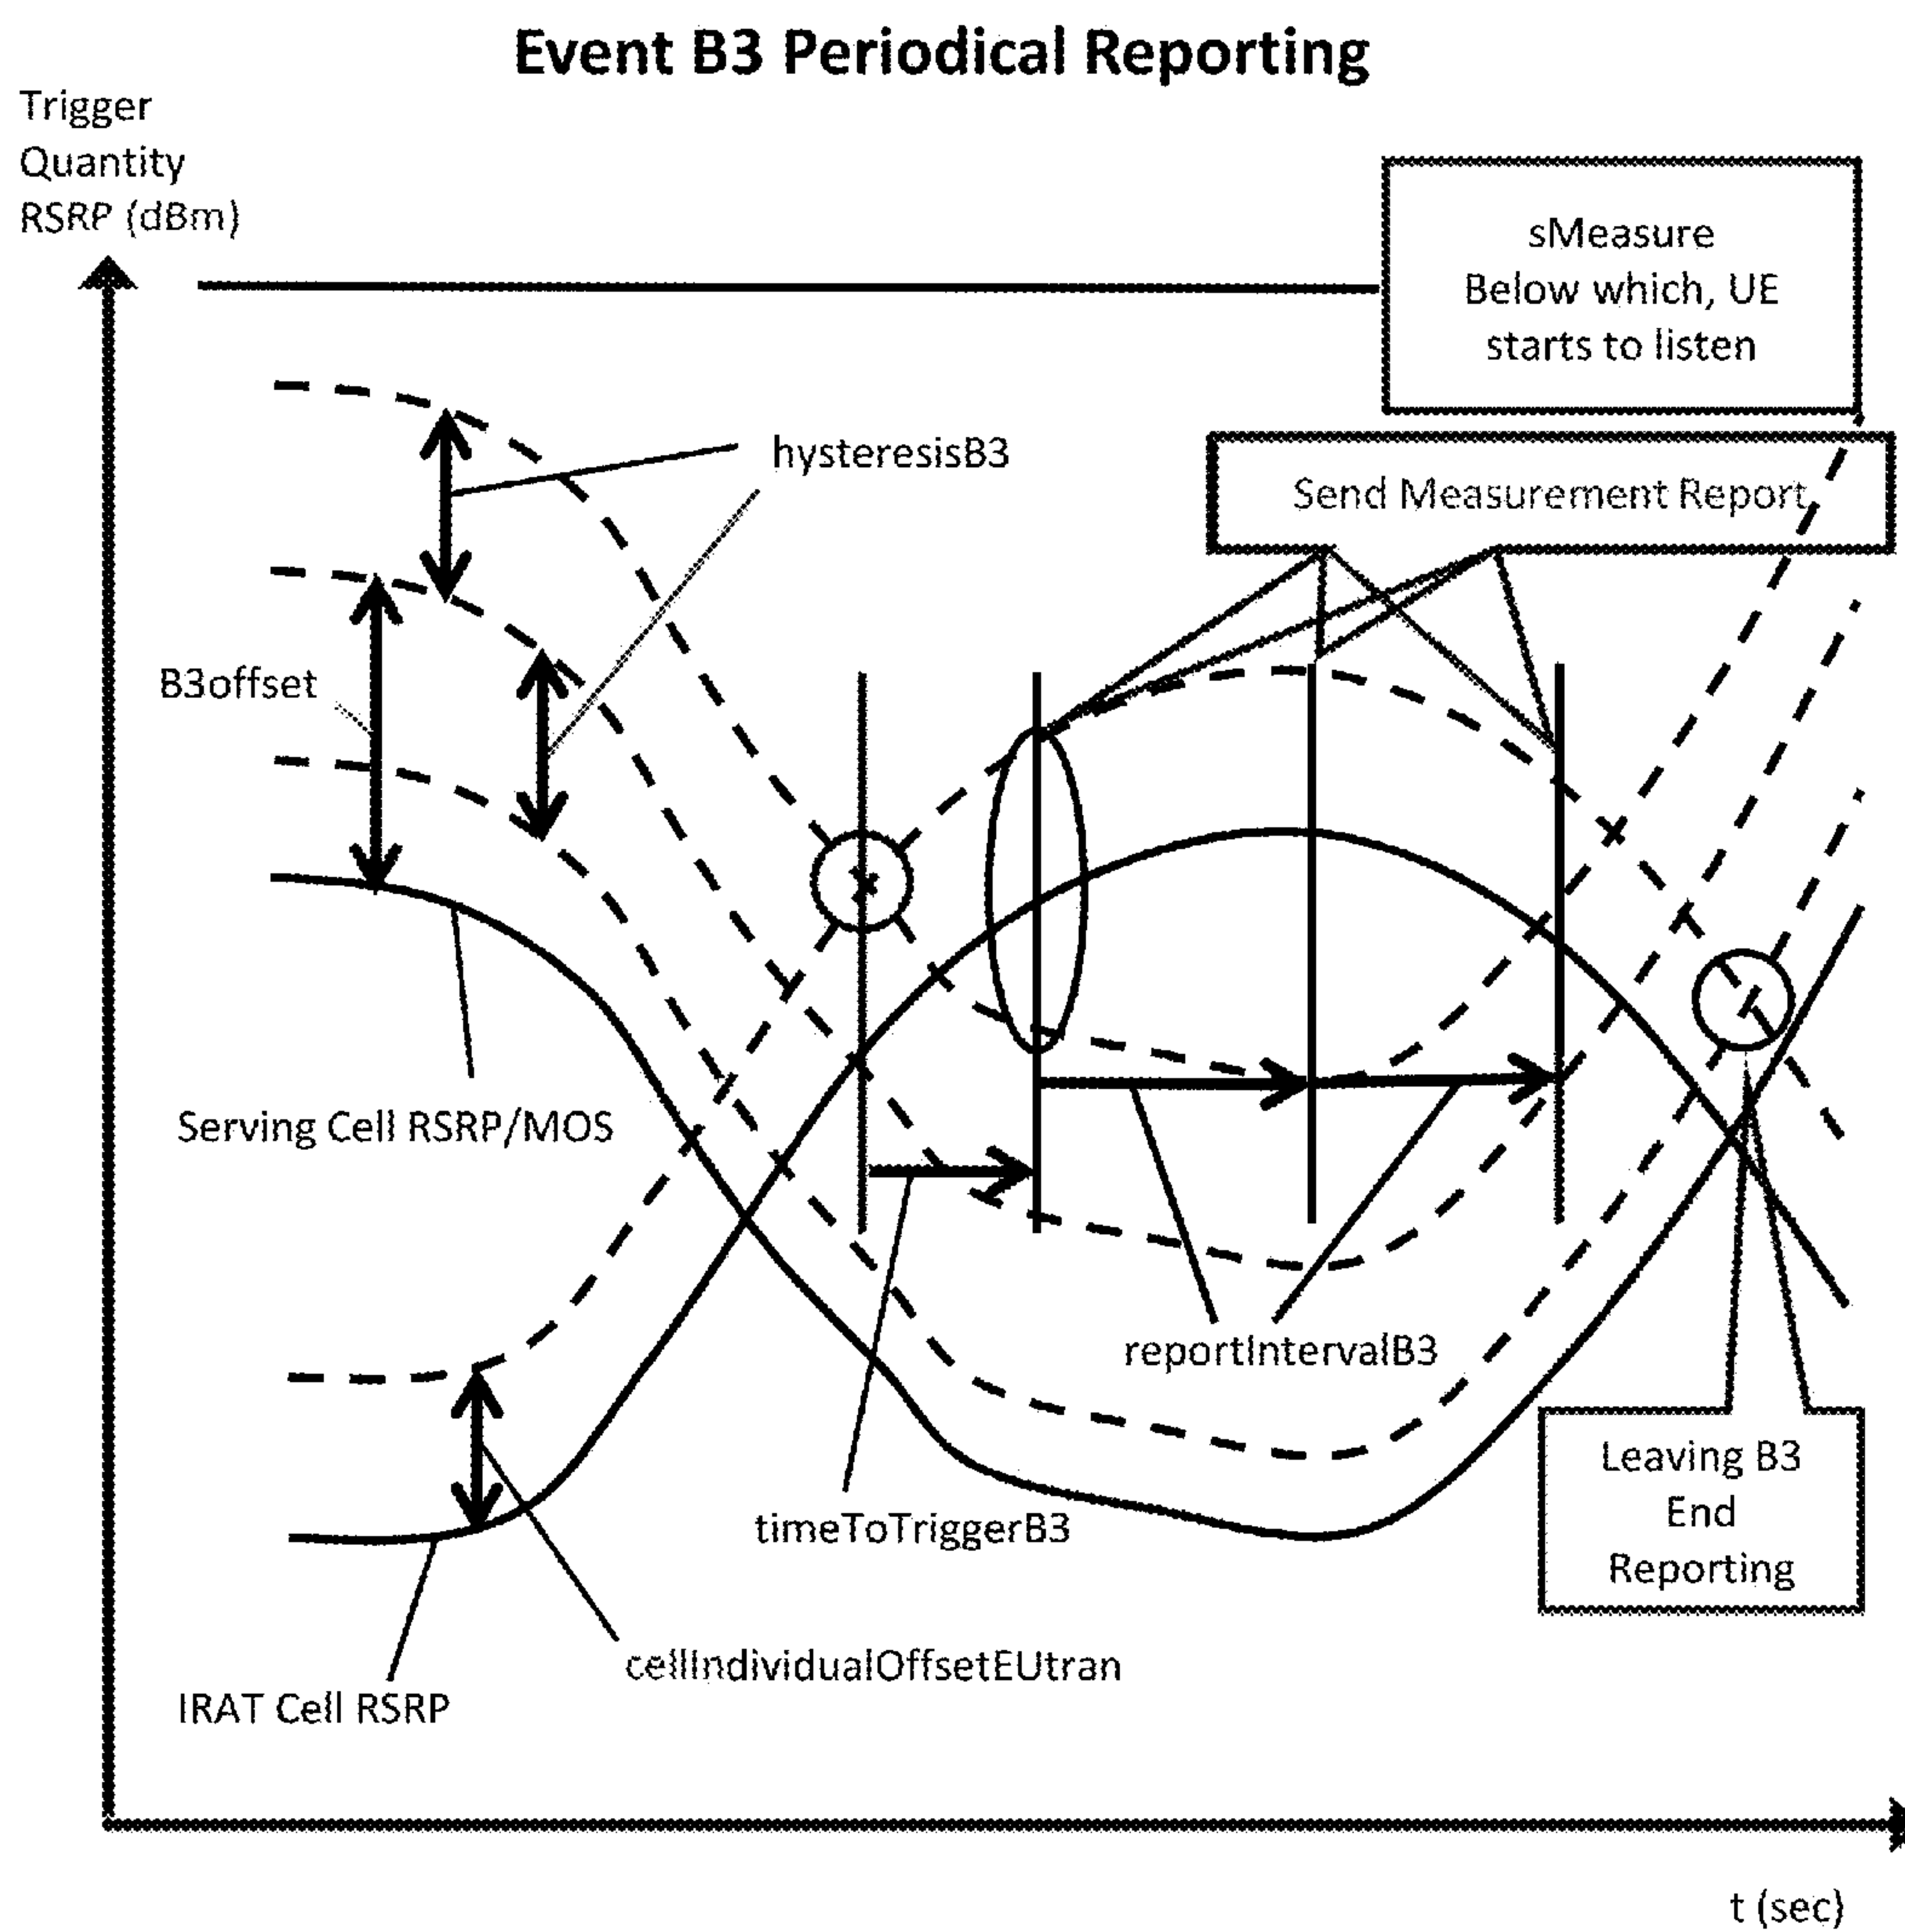 Event B3 Periodical Reporting
Trigger
Quantity
RSRP (dBm)
sMeasure
Below which, UE
starts to listen
hysteresisB3
Send Measurement Report
B3offset
Serving Cell RSRP/MOS
reportIntervalB3
Leaving B3
End
Reporting
timeToTriggerB3
cellIndividualOffsetEUtran
IRAT Cell RSRP
t (sec)